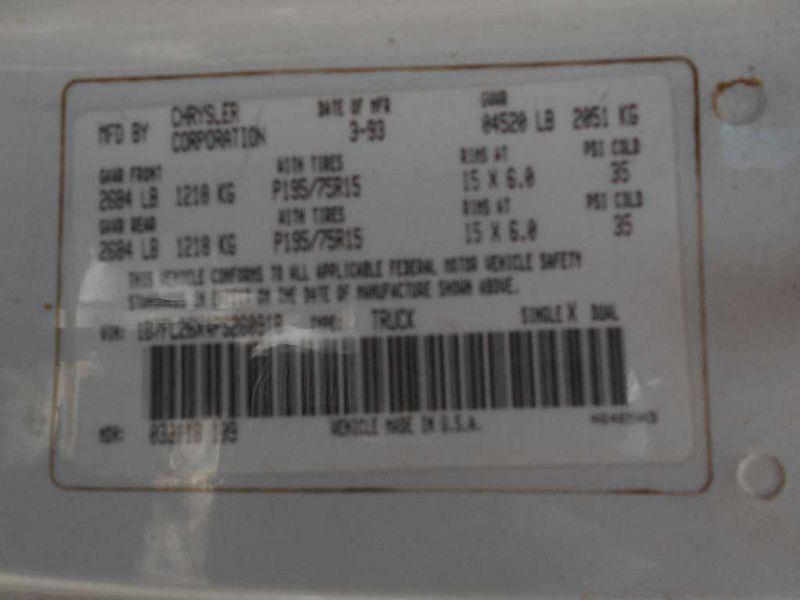 MFD BY CHRYSLER CORPORATION DATE OF MFR 3-93 GVWR 04520 LB 2051 KG
GAWR FRONT WITH TIRES RIMS AT PSI COLD
2684 LB 1218 KG P195/75R15 15 X 6.0 35
GAWR REAR WITH TIRES RIMS AT PSI COLD
2684 LB 1218 KG P195/75R15 15 X 6.0 35
THIS VEHICLE CONFORMS TO ALL APPLICABLE FEDERAL MOTOR VEHICLE SAFETY
STANDARDS IN EFFECT ON THE DATE OF MANUFACTURE SHOWN ABOVE.
VIN: TYPE: TRUCK SINGLE X DUAL
MDH: VEHICLE MADE IN U.S.A.